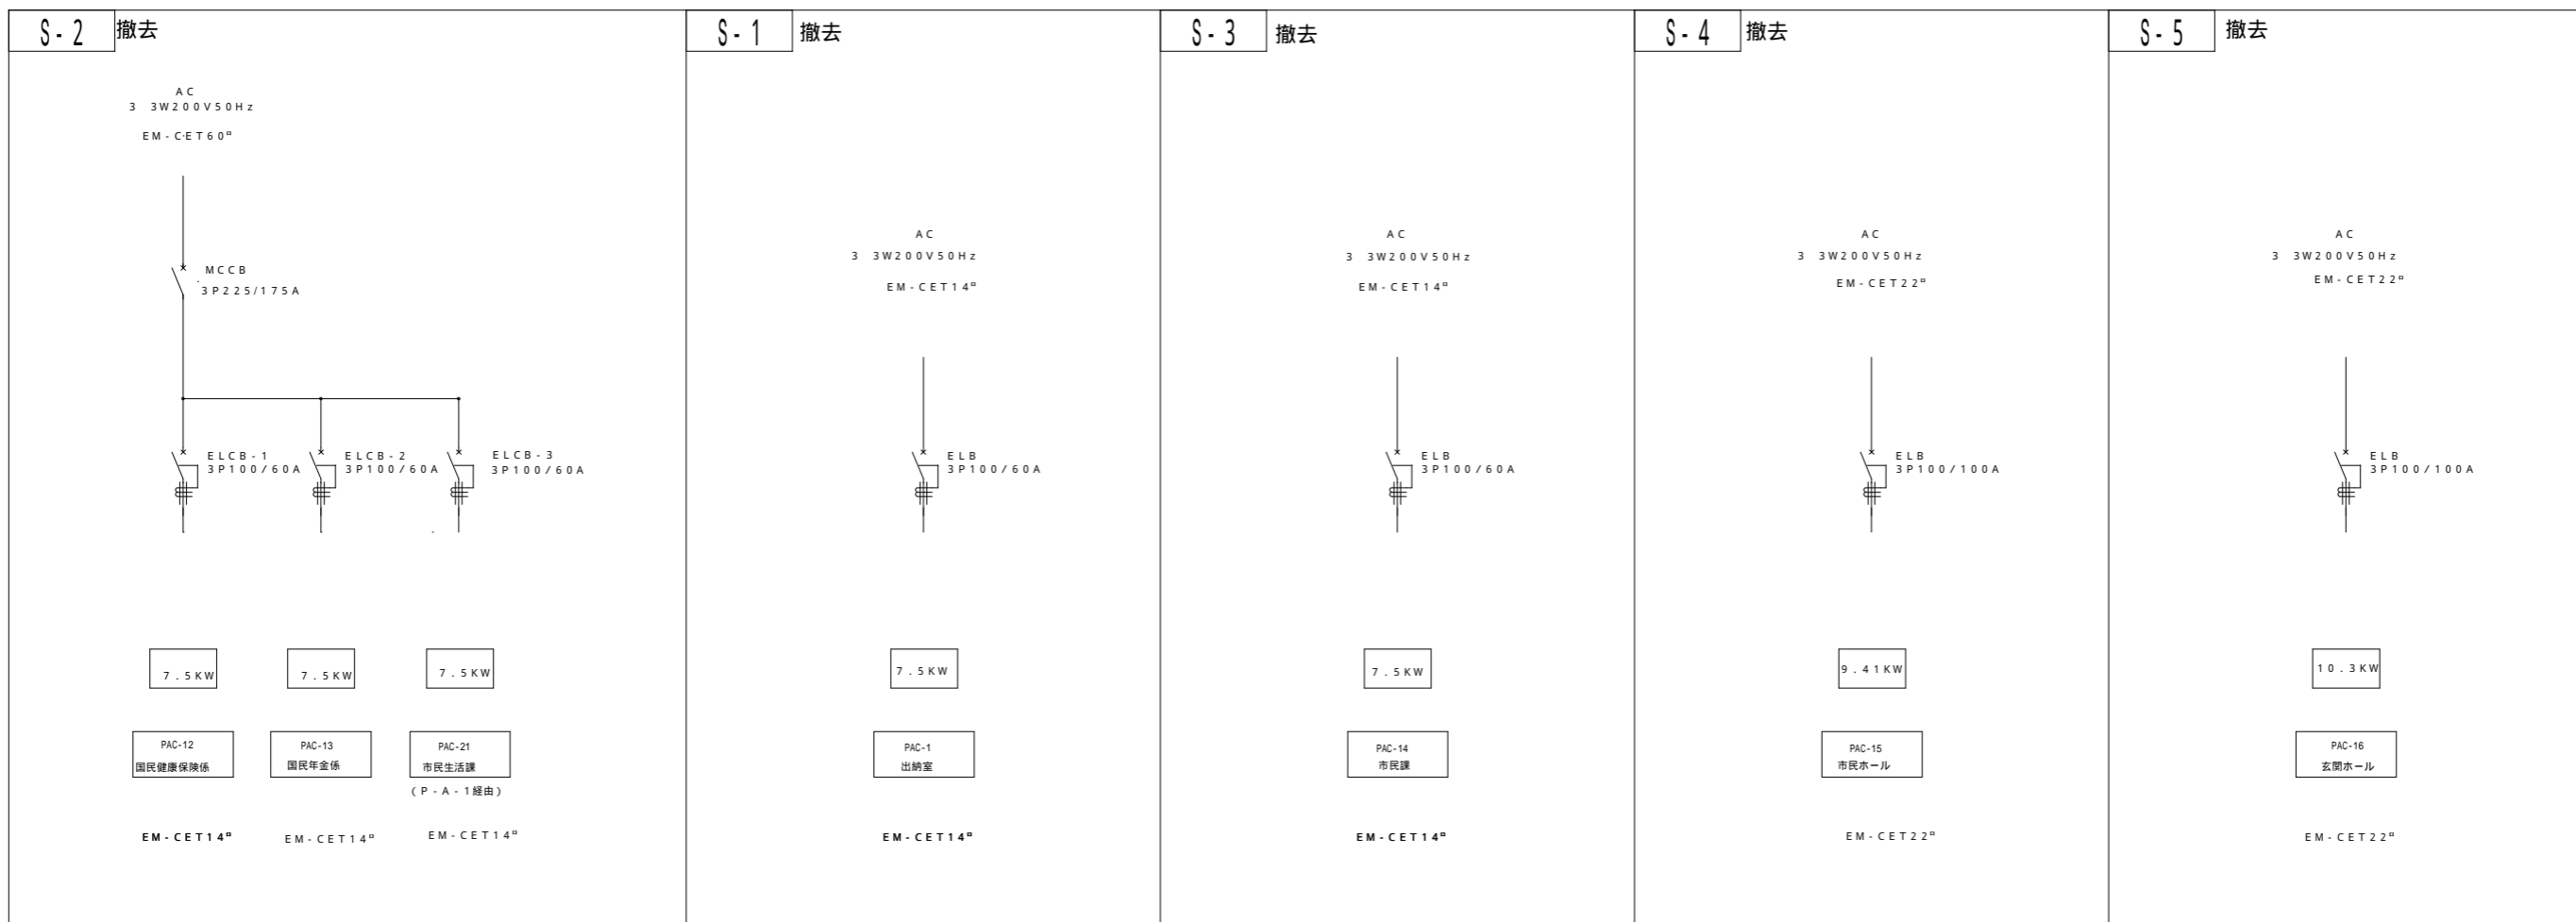 S-2 撤去
AC
3 3W200V50Hz
EM-CET60□
MCCB
3P225/175A
ELCB-1
3P100/60A
ELCB-2
3P100/60A
ELCB-3
3P100/60A
7.5KW
7.5KW
7.5KW
PAC-12
国民健康保険係
PAC-13
国民年金係
PAC-21
市民生活課
(P-A-1経由)
EM-CET14□
EM-CET14□
EM-CET14□
S-1 撤去
AC
3 3W200V50Hz
EM-CET14□
ELB
3P100/60A
7.5KW
PAC-1
出納室
EM-CET14□
S-3 撤去
AC
3 3W200V50Hz
EM-CET14□
ELB
3P100/60A
7.5KW
PAC-14
市民課
EM-CET14□
S-4 撤去
AC
3 3W200V50Hz
EM-CET22□
ELB
3P100/100A
9.41KW
PAC-15
市民ホール
EM-CET22□
S-5 撤去
AC
3 3W200V50Hz
EM-CET22□
ELB
3P100/100A
10.3KW
PAC-16
玄関ホール
EM-CET22□